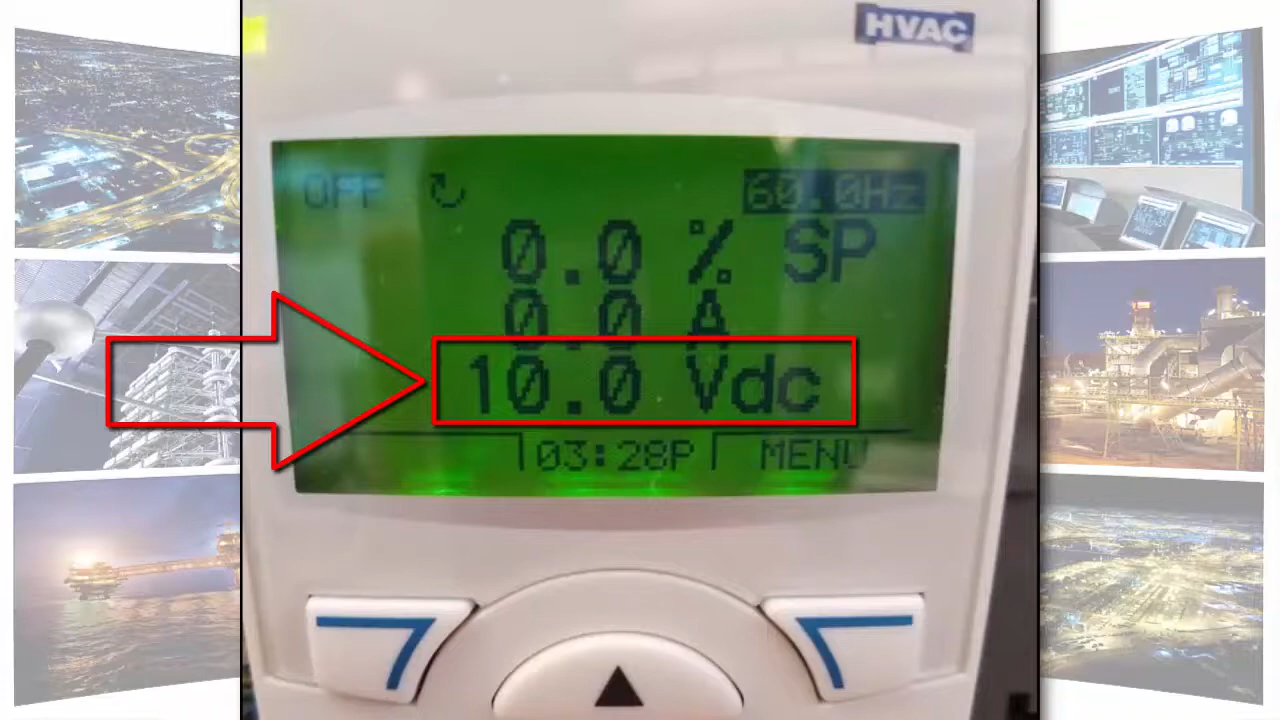 HVAC
OFF ↻ 60.0Hz
0.0 % SP
0.0 A
10.0 Vdc
03:28P MENU